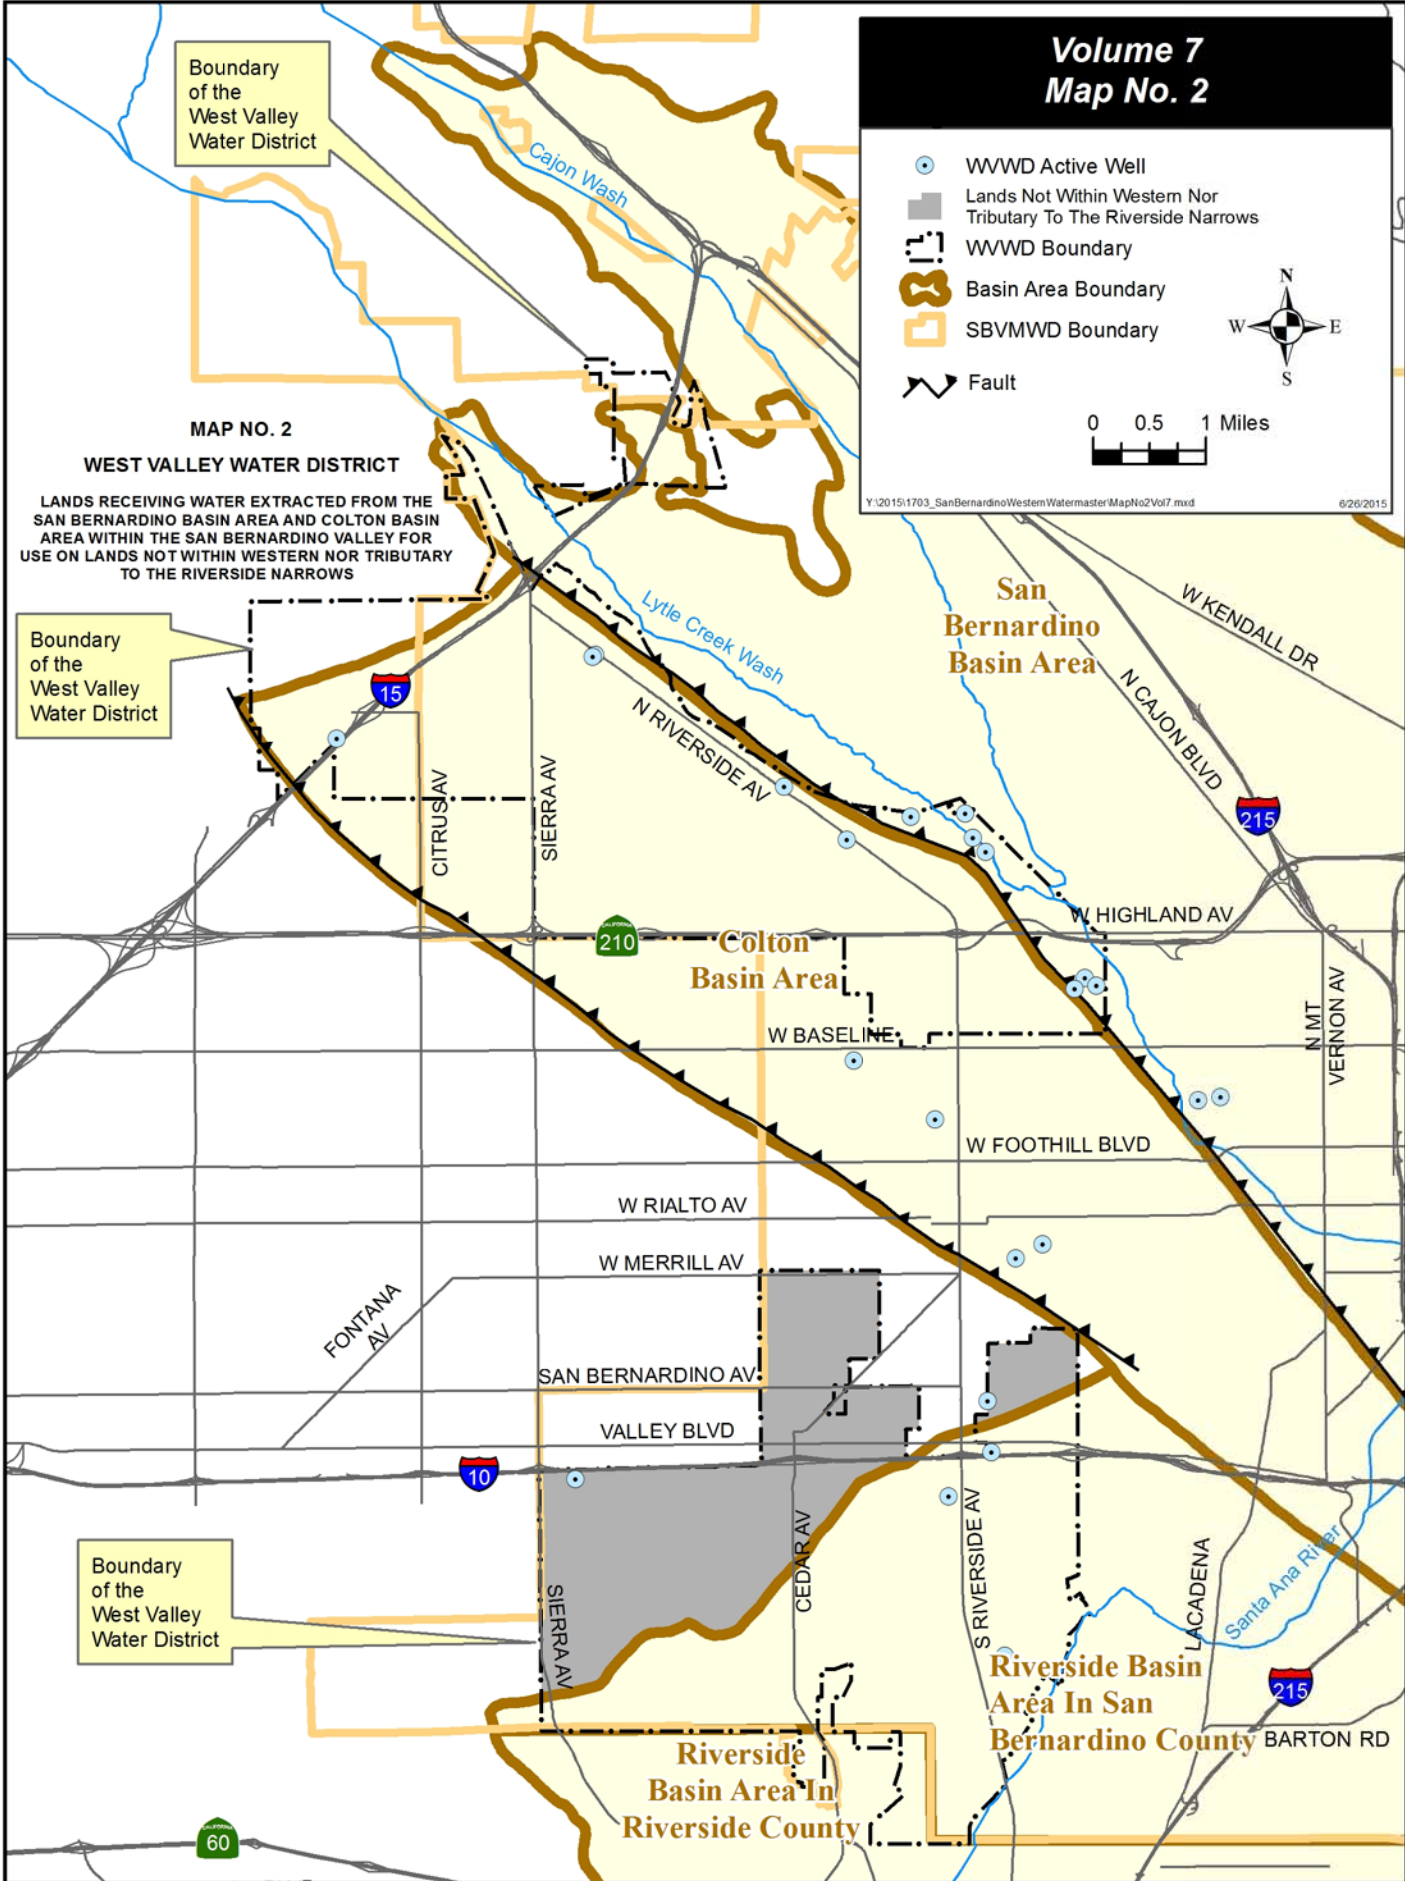 Volume 7
Map No. 2
WVWD Active Well
Lands Not Within Western Nor
Tributary To The Riverside Narrows
WVWD Boundary
Basin Area Boundary
SBVMWD Boundary
Fault
N
W
E
S
0 0.5 1 Miles
Y:\2015\1703_SanBernardinoWesternWatermaster\MapNo2Vol7.mxd
6/26/2015
Boundary
of the
West Valley
Water District
Cajon Wash
MAP NO. 2
WEST VALLEY WATER DISTRICT
LANDS RECEIVING WATER EXTRACTED FROM THE
SAN BERNARDINO BASIN AREA AND COLTON BASIN
AREA WITHIN THE SAN BERNARDINO VALLEY FOR
USE ON LANDS NOT WITHIN WESTERN NOR TRIBUTARY
TO THE RIVERSIDE NARROWS
Boundary
of the
West Valley
Water District
15
Lytle Creek Wash
San
Bernardino
Basin Area
W KENDALL DR
N CAJON BLVD
N RIVERSIDE AV
CITRUS AV
SIERRA AV
215
W HIGHLAND AV
CALIFORNIA
210
Colton
Basin Area
W BASELINE
N MT
VERNON AV
W FOOTHILL BLVD
W RIALTO AV
W MERRILL AV
FONTANA
AV
SAN BERNARDINO AV
VALLEY BLVD
10
CEDAR AV
S RIVERSIDE AV
LACADENA
Santa Ana River
Boundary
of the
West Valley
Water District
SIERRA AV
Riverside Basin
Area In San
Bernardino County
215
BARTON RD
Riverside
Basin Area In
Riverside County
CALIFORNIA
60